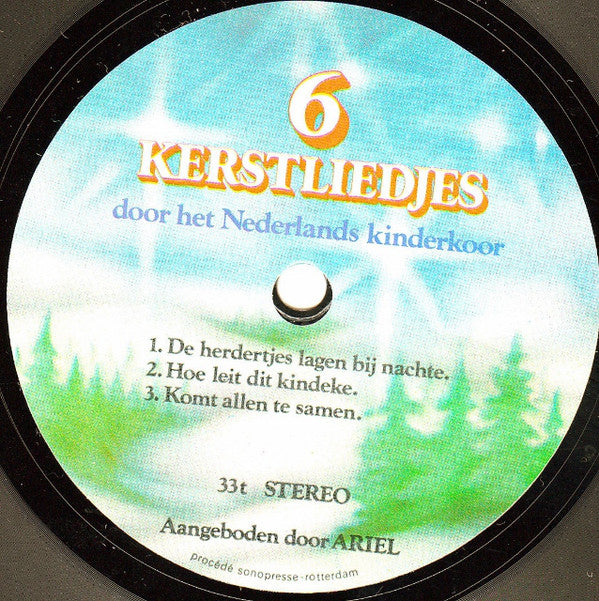 6
KERSTLIEDJES
door het Nederlands kinderkoor
1. De herdertjes lagen bij nachte.
2. Hoe leit dit kindeke.
3. Komt allen te samen.
33t STEREO
Aangeboden door ARIEL
procédé sonopresse-rotterdam